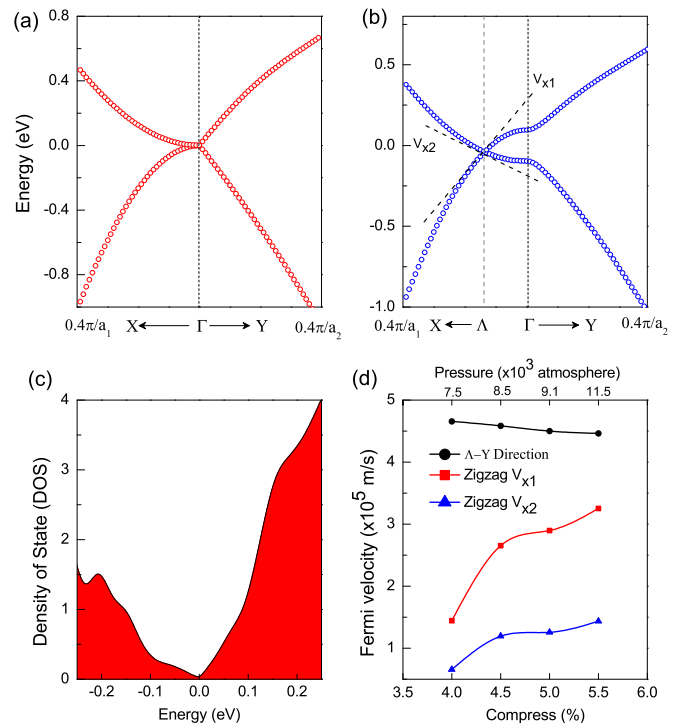 (a)
0.8
0.4
0.0
-0.4
-0.8
Energy (eV)
0.4π/a1 X Γ Y 0.4π/a2
(b)
0.5
0.0
-0.5
-1.0
Vx1
Vx2
0.4π/a1 X Λ Γ Y 0.4π/a2
(c)
4
3
2
1
0
Density of State (DOS)
-0.2 -0.1 0.0 0.1 0.2
Energy (eV)
(d)
Pressure (x10³ atmosphere)
7.5 8.5 9.1 11.5
5
4
3
2
1
Fermi velocity (x10⁵ m/s)
Λ–Y Direction
Zigzag Vx1
Zigzag Vx2
3.5 4.0 4.5 5.0 5.5 6.0
Compress (%)